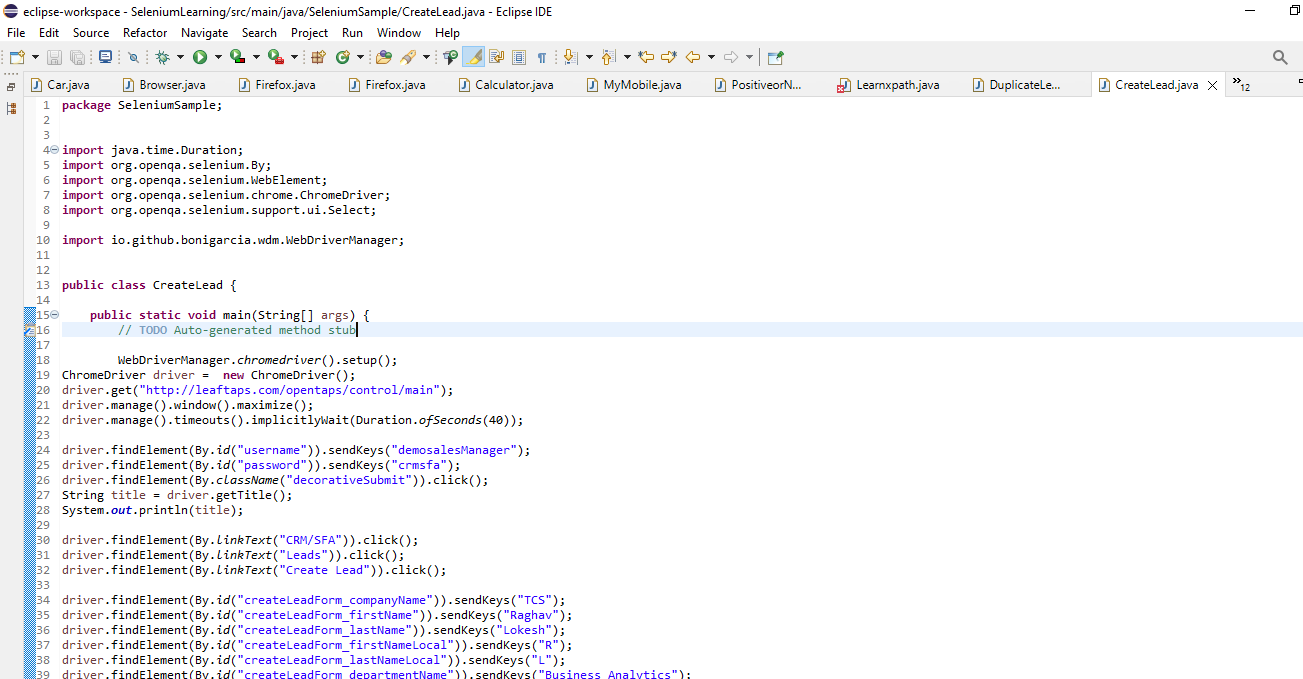 eclipse-workspace - SeleniumLearning/src/main/java/SeleniumSample/CreateLead.java - Eclipse IDE
File Edit Source Refactor Navigate Search Project Run Window Help
Car.java Browser.java Firefox.java Firefox.java Calculator.java MyMobile.java PositiveorN... Learnxpath.java DuplicateLe... CreateLead.java »12
1 package SeleniumSample;
2
3
4 import java.time.Duration;
5 import org.openqa.selenium.By;
6 import org.openqa.selenium.WebElement;
7 import org.openqa.selenium.chrome.ChromeDriver;
8 import org.openqa.selenium.support.ui.Select;
9
10 import io.github.bonigarcia.wdm.WebDriverManager;
11
12
13 public class CreateLead {
14
15 public static void main(String[] args) {
16 // TODO Auto-generated method stub
17
18 WebDriverManager.chromedriver().setup();
19 ChromeDriver driver =  new ChromeDriver();
20 driver.get("http://leaftaps.com/opentaps/control/main");
21 driver.manage().window().maximize();
22 driver.manage().timeouts().implicitlyWait(Duration.ofSeconds(40));
23
24 driver.findElement(By.id("username")).sendKeys("demosalesManager");
25 driver.findElement(By.id("password")).sendKeys("crmsfa");
26 driver.findElement(By.className("decorativeSubmit")).click();
27 String title = driver.getTitle();
28 System.out.println(title);
29
30 driver.findElement(By.linkText("CRM/SFA")).click();
31 driver.findElement(By.linkText("Leads")).click();
32 driver.findElement(By.linkText("Create Lead")).click();
33
34 driver.findElement(By.id("createLeadForm_companyName")).sendKeys("TCS");
35 driver.findElement(By.id("createLeadForm_firstName")).sendKeys("Raghav");
36 driver.findElement(By.id("createLeadForm_lastName")).sendKeys("Lokesh");
37 driver.findElement(By.id("createLeadForm_firstNameLocal")).sendKeys("R");
38 driver.findElement(By.id("createLeadForm_lastNameLocal")).sendKeys("L");
39 driver.findElement(By.id("createLeadForm_departmentName")).sendKeys("Business Analytics");